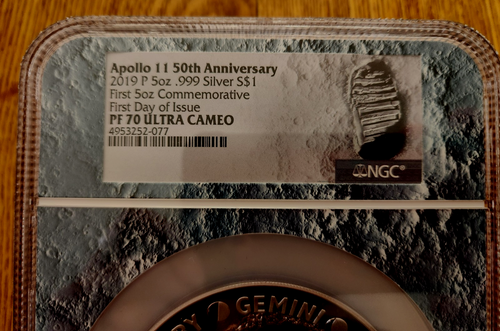 Apollo 11 50th Anniversary
2019 P 5oz .999 Silver S$1
First 5oz Commemorative
First Day of Issue
PF 70 ULTRA CAMEO
4953252-077
NGC®
RY GEMINI